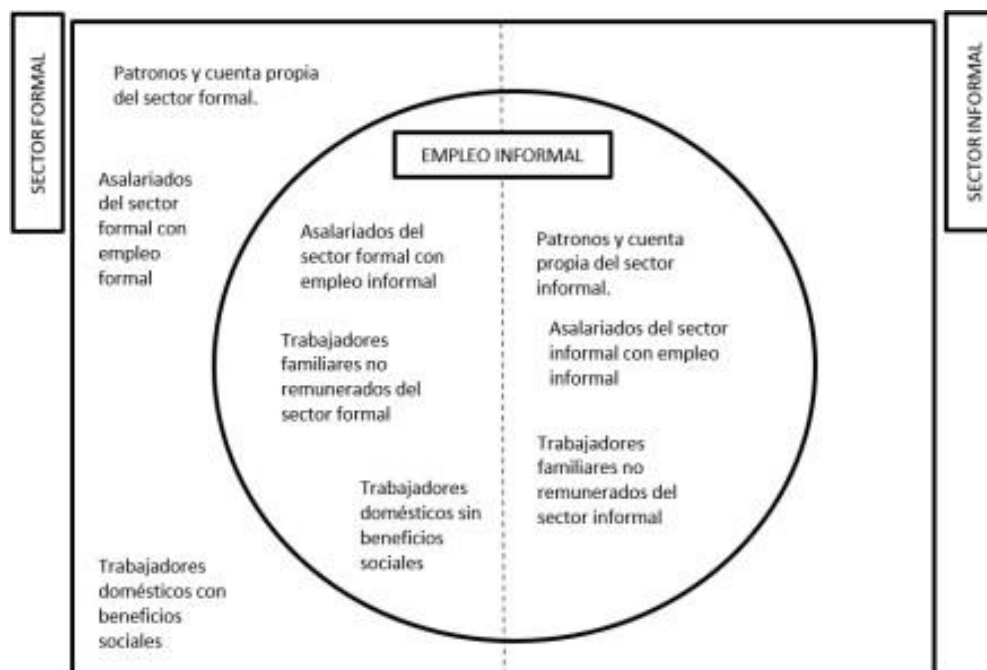 SECTOR FORMAL
Patronos y cuenta propia
del sector formal.
Asalariados
del sector
formal con
empleo
formal
Trabajadores
domésticos con
beneficios
sociales
EMPLEO INFORMAL
Asalariados del
sector formal con
empleo informal
Trabajadores
familiares no
remunerados del
sector formal
Trabajadores
domésticos sin
beneficios
sociales
Patronos y cuenta
propia del sector
informal.
Asalariados del sector
informal con empleo
informal
Trabajadores
familiares no
remunerados del
sector informal
SECTOR INFORMAL